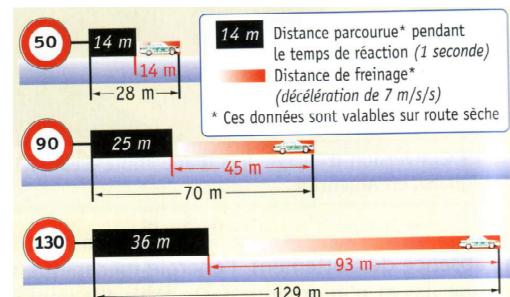 50
14 m
14 m
28 m
14 m Distance parcourue* pendant
le temps de réaction (1 seconde)
Distance de freinage*
(décélération de 7 m/s/s)
* Ces données sont valables sur route sèche
90
25 m
45 m
70 m
130
36 m
93 m
129 m